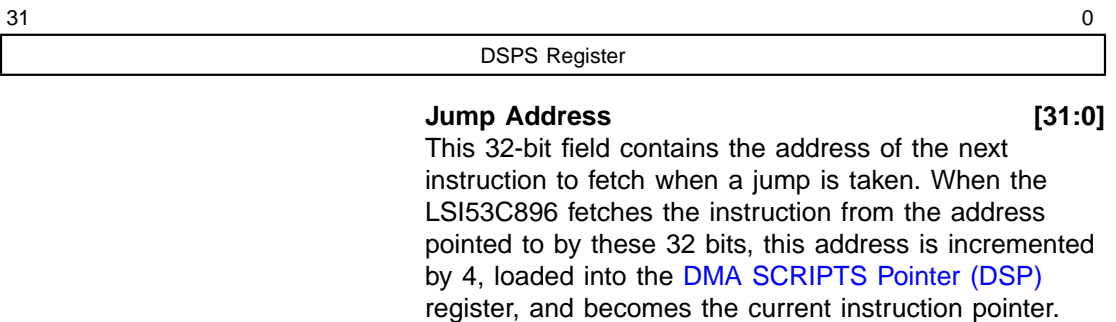 31 0
DSPS Register
Jump Address [31:0]
This 32-bit field contains the address of the next
instruction to fetch when a jump is taken. When the
LSI53C896 fetches the instruction from the address
pointed to by these 32 bits, this address is incremented
by 4, loaded into the DMA SCRIPTS Pointer (DSP)
register, and becomes the current instruction pointer.